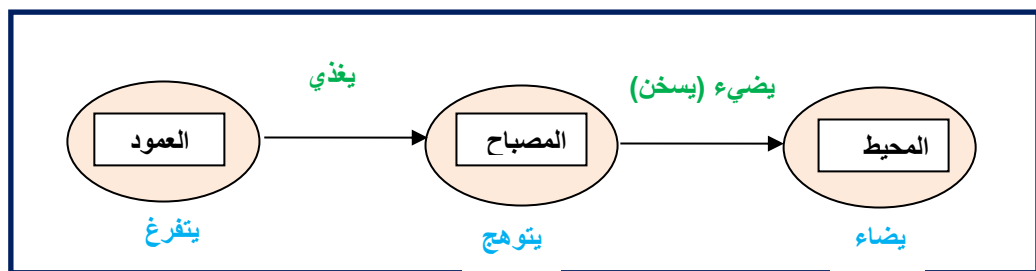 يغذي
يضيء (يسخن)
العمود
المصباح
المحيط
يتفرغ
يتوهج
يضاء